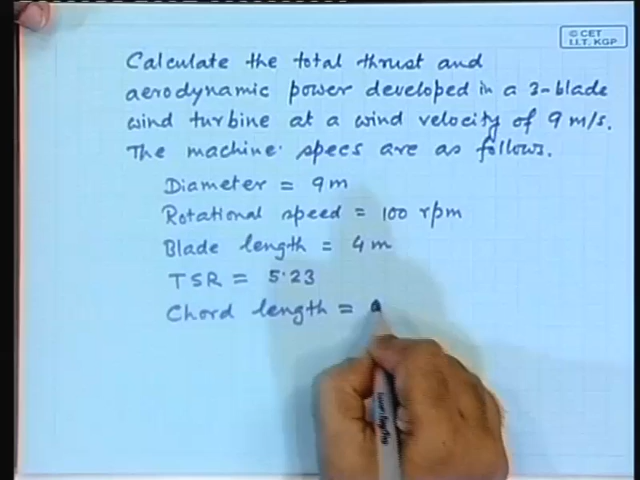 © CET
I.I.T. KGP
Calculate the total thrust and
aerodynamic power developed in a 3-blade
wind turbine at a wind velocity of 9 m/s.
The machine specs are as follows.
Diameter = 9m
Rotational speed = 100 rpm
Blade length = 4m
TSR = 5.23
Chord length =